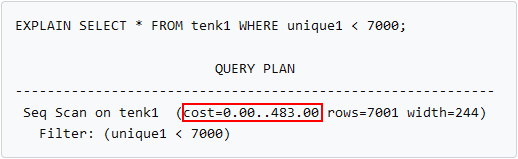 EXPLAIN SELECT * FROM tenk1 WHERE unique1 < 7000;
QUERY PLAN
------------------------------------------------------------
Seq Scan on tenk1  (cost=0.00..483.00 rows=7001 width=244)
Filter: (unique1 < 7000)